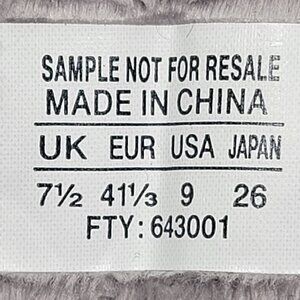 SAMPLE NOT FOR RESALE
MADE IN CHINA
UK EUR USA JAPAN
7½ 41⅓ 9 26
FTY: 643001